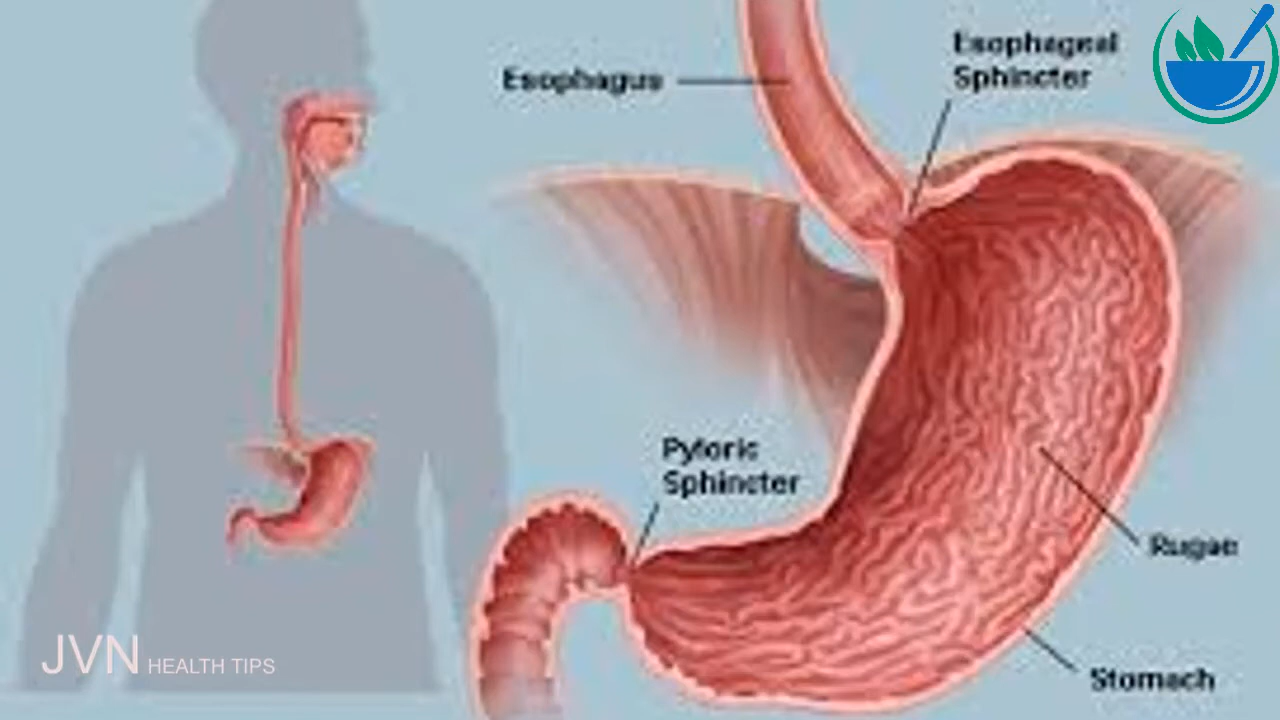 Esophagus
Esophageal
Sphincter
Pyloric
Sphincter
Rugae
Stomach
JVN HEALTH TIPS